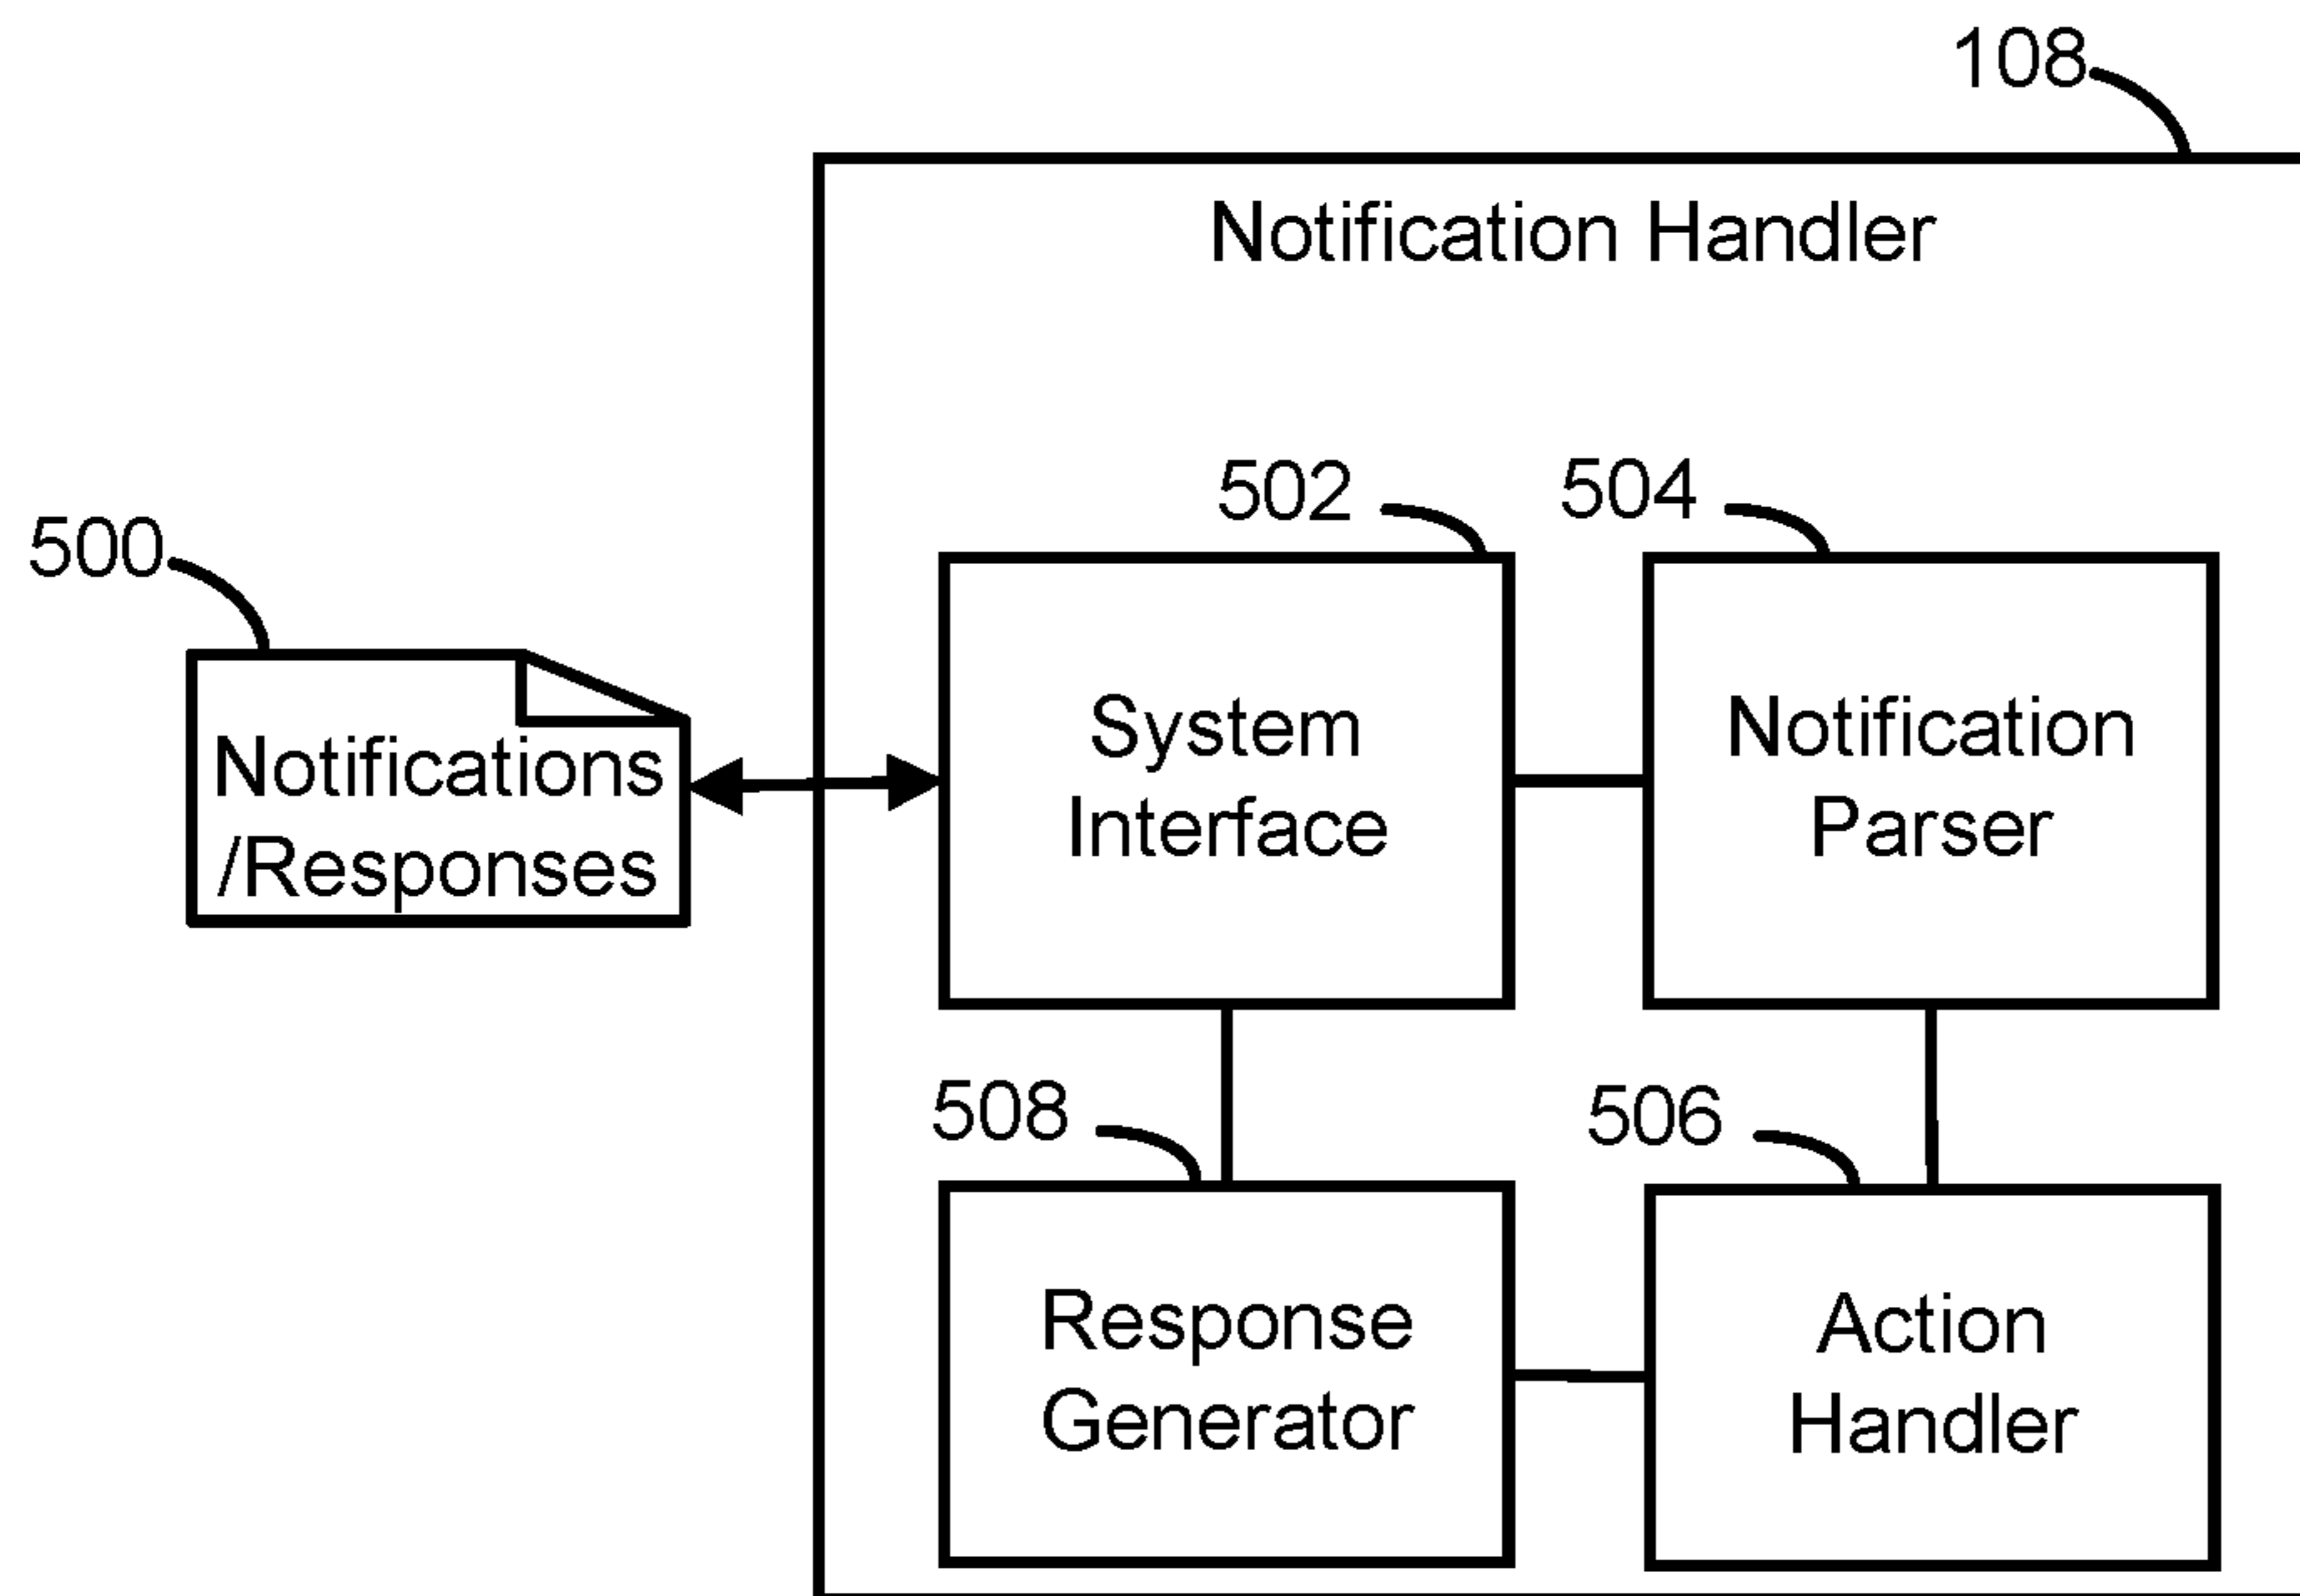 108
Notification Handler
502
504
500
System
Interface
Notification
Parser
Notifications
/Responses
508
506
Response
Generator
Action
Handler